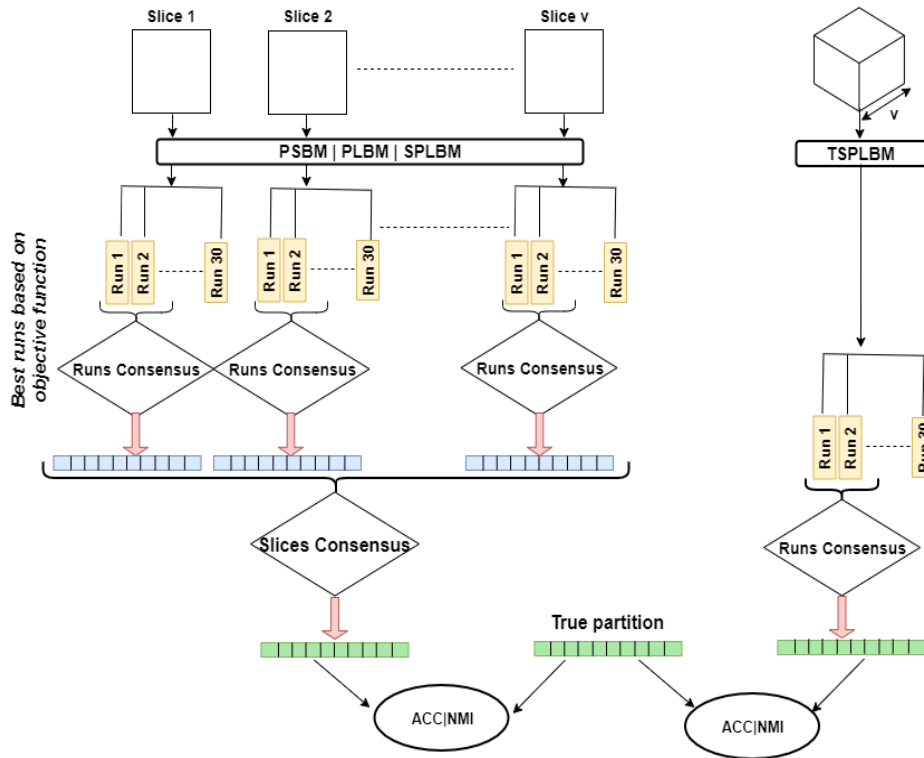 Slice 1
Slice 2
Slice v
v
PSBM | PLBM | SPLBM
TSPLBM
Best runs based on
objective function
Run 1
Run 2
Run 30
Run 1
Run 2
Run 30
Run 1
Run 2
Run 30
Runs Consensus
Runs Consensus
Runs Consensus
Run 1
Run 2
Run 30
Slices Consensus
Runs Consensus
True partition
ACC|NMI
ACC|NMI